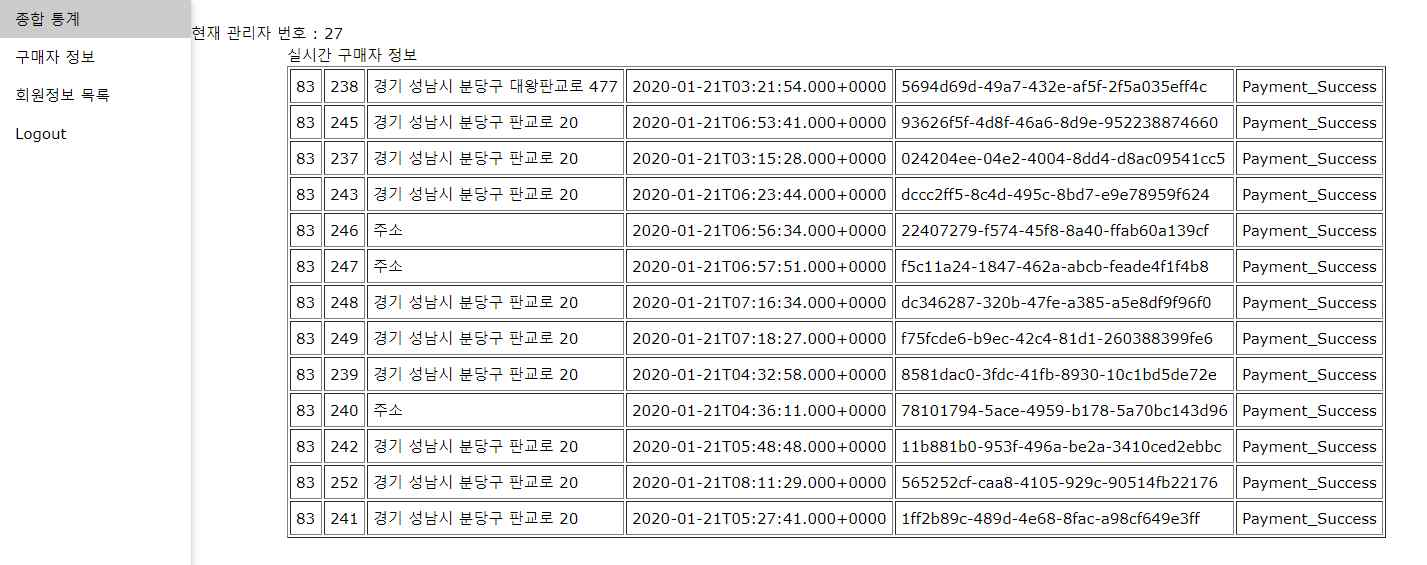 종합 통계
구매자 정보
회원정보 목록
Logout
현재 관리자 번호 : 27
실시간 구매자 정보
83 238 경기 성남시 분당구 대왕판교로 477 2020-01-21T03:21:54.000+0000 5694d69d-49a7-432e-af5f-2f5a035eff4c Payment_Success
83 245 경기 성남시 분당구 판교로 20 2020-01-21T06:53:41.000+0000 93626f5f-4d8f-46a6-8d9e-952238874660 Payment_Success
83 237 경기 성남시 분당구 판교로 20 2020-01-21T03:15:28.000+0000 024204ee-04e2-4004-8dd4-d8ac09541cc5 Payment_Success
83 243 경기 성남시 분당구 판교로 20 2020-01-21T06:23:44.000+0000 dccc2ff5-8c4d-495c-8bd7-e9e78959f624 Payment_Success
83 246 주소 2020-01-21T06:56:34.000+0000 22407279-f574-45f8-8a40-ffab60a139cf Payment_Success
83 247 주소 2020-01-21T06:57:51.000+0000 f5c11a24-1847-462a-abcb-feade4f1f4b8 Payment_Success
83 248 경기 성남시 분당구 판교로 20 2020-01-21T07:16:34.000+0000 dc346287-320b-47fe-a385-a5e8df9f96f0 Payment_Success
83 249 경기 성남시 분당구 판교로 20 2020-01-21T07:18:27.000+0000 f75fcde6-b9ec-42c4-81d1-260388399fe6 Payment_Success
83 239 경기 성남시 분당구 판교로 20 2020-01-21T04:32:58.000+0000 8581dac0-3fdc-41fb-8930-10c1bd5de72e Payment_Success
83 240 주소 2020-01-21T04:36:11.000+0000 78101794-5ace-4959-b178-5a70bc143d96 Payment_Success
83 242 경기 성남시 분당구 판교로 20 2020-01-21T05:48:48.000+0000 11b881b0-953f-496a-be2a-3410ced2ebbc Payment_Success
83 252 경기 성남시 분당구 판교로 20 2020-01-21T08:11:29.000+0000 565252cf-caa8-4105-929c-90514fb22176 Payment_Success
83 241 경기 성남시 분당구 판교로 20 2020-01-21T05:27:41.000+0000 1ff2b89c-489d-4e68-8fac-a98cf649e3ff Payment_Success